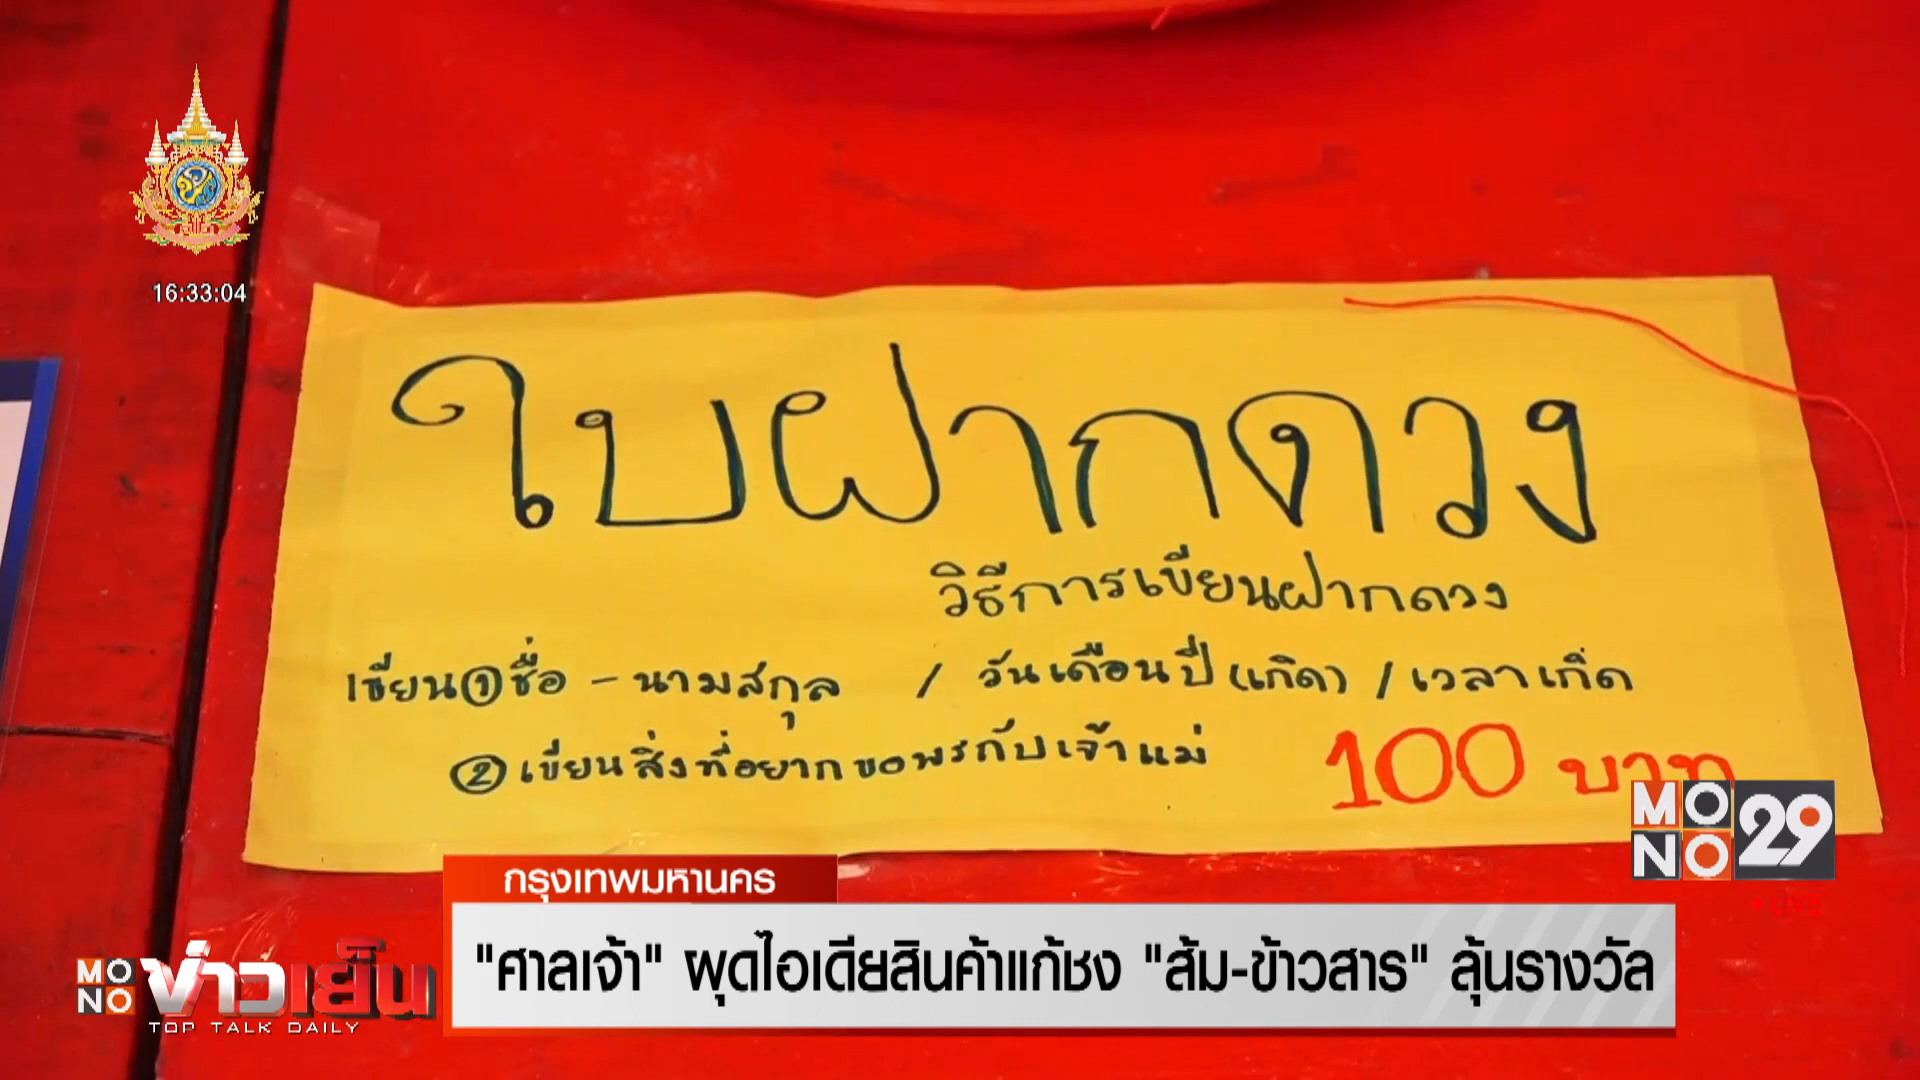 16:33:04
ใบฝากดวง
วิธีการเขียนฝากดวง
เขียน ① ชื่อ - นามสกุล / วันเดือนปี (เกิด) / เวลาเกิด
② เขียนสิ่งที่อยากขอพรกับเจ้าแม่ 100 บาท
MONO 29
กรุงเทพมหานคร
"ศาลเจ้า" ผุดไอเดียสินค้าแก้ชง "ส้ม-ข้าวสาร" ลุ้นรางวัล
MONO ข่าวเย็น
TOP TALK DAILY